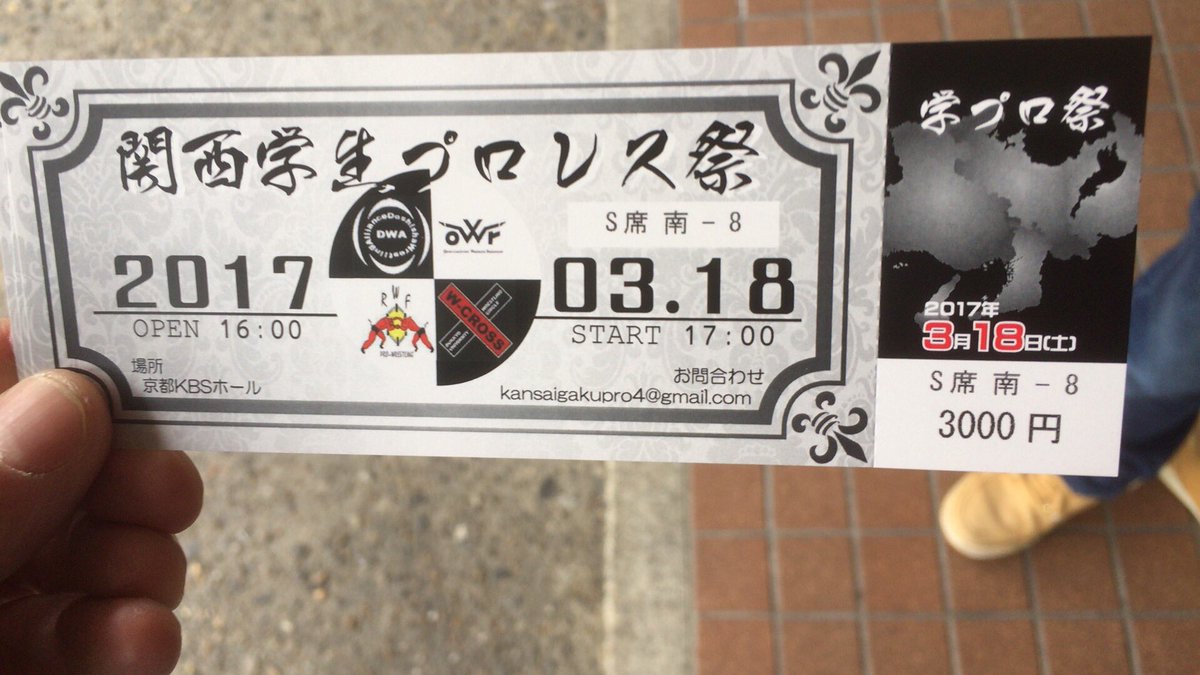 関西学生プロレス祭
S席 南-8
DWA
oWr
2017
03.18
OPEN 16:00
START 17:00
RWF
PRO-WRESTLING
W-CROSS
場所
京都KBSホール
お問合わせ
kansaigakupro4@gmail.com
学プロ祭
2017年
3月18日(土)
S席 南-8
3000円